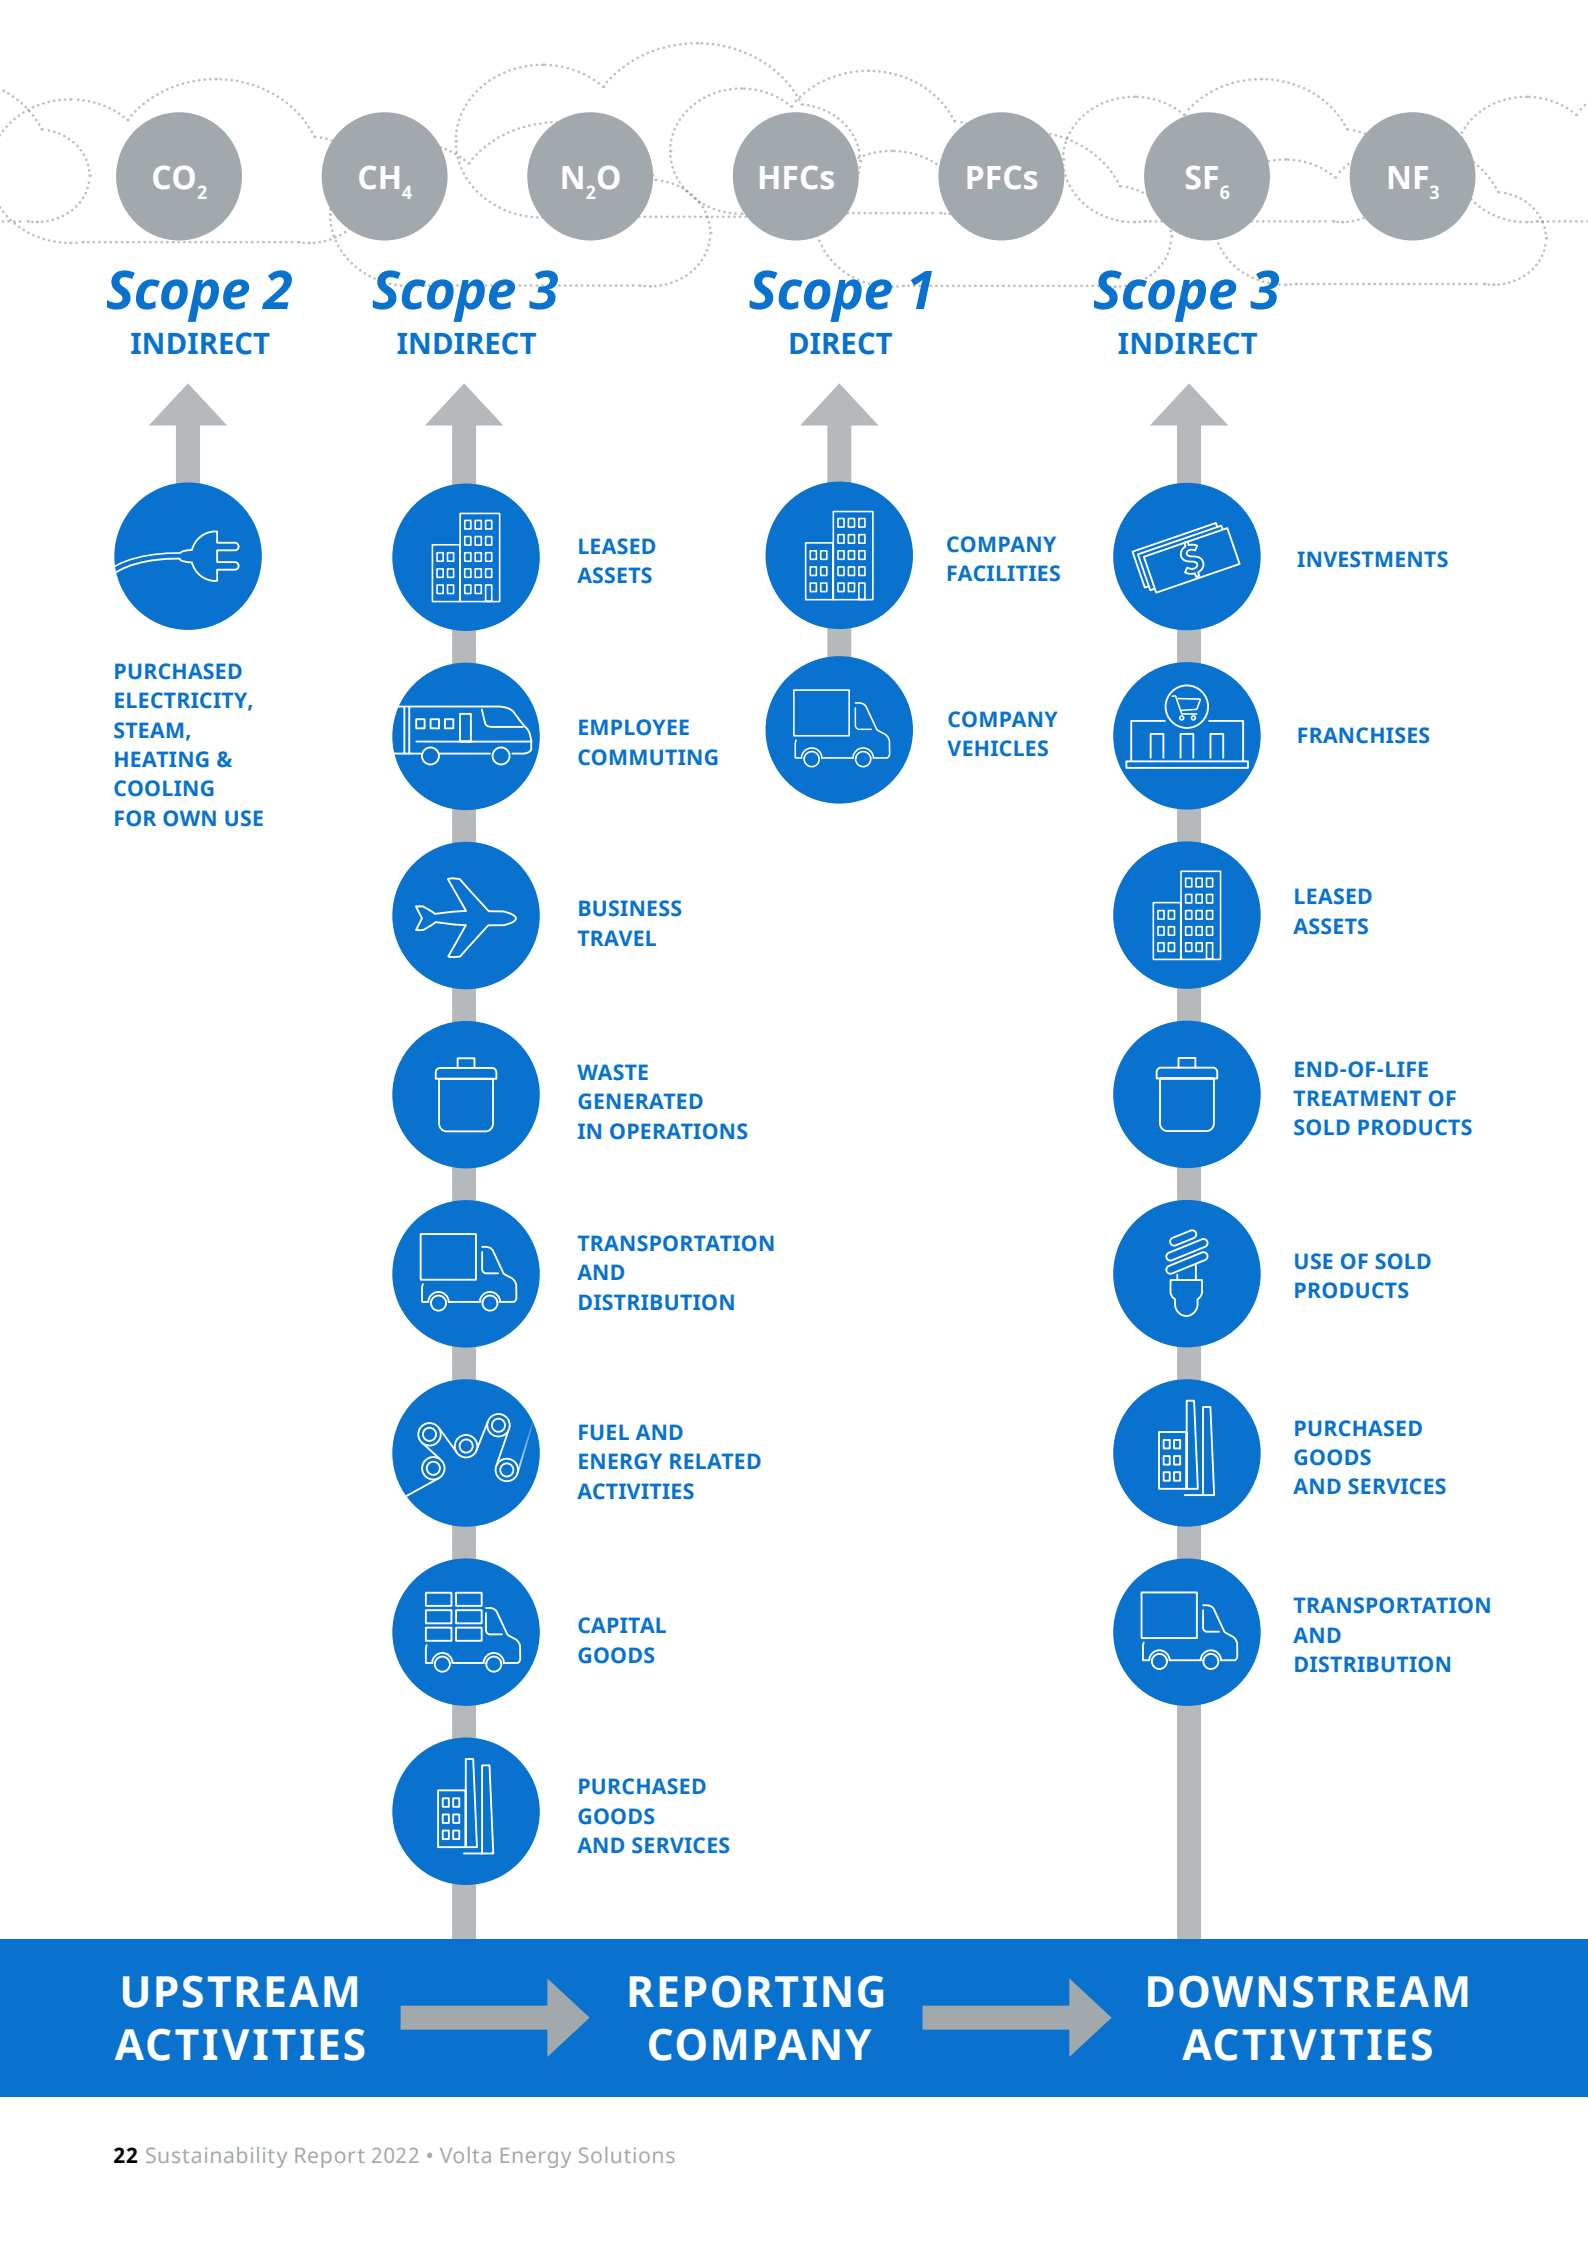 CO2
CH4
N2O
HFCs
PFCs
SF6
NF3
Scope 2
INDIRECT
PURCHASED
ELECTRICITY,
STEAM,
HEATING &
COOLING
FOR OWN USE
Scope 3
INDIRECT
LEASED
ASSETS
EMPLOYEE
COMMUTING
BUSINESS
TRAVEL
WASTE
GENERATED
IN OPERATIONS
TRANSPORTATION
AND
DISTRIBUTION
FUEL AND
ENERGY RELATED
ACTIVITIES
CAPITAL
GOODS
PURCHASED
GOODS
AND SERVICES
Scope 1
DIRECT
COMPANY
FACILITIES
COMPANY
VEHICLES
Scope 3
INDIRECT
$
INVESTMENTS
FRANCHISES
LEASED
ASSETS
END-OF-LIFE
TREATMENT OF
SOLD PRODUCTS
USE OF SOLD
PRODUCTS
PURCHASED
GOODS
AND SERVICES
TRANSPORTATION
AND
DISTRIBUTION
UPSTREAM
ACTIVITIES
REPORTING
COMPANY
DOWNSTREAM
ACTIVITIES
22 Sustainability Report 2022 • Volta Energy Solutions